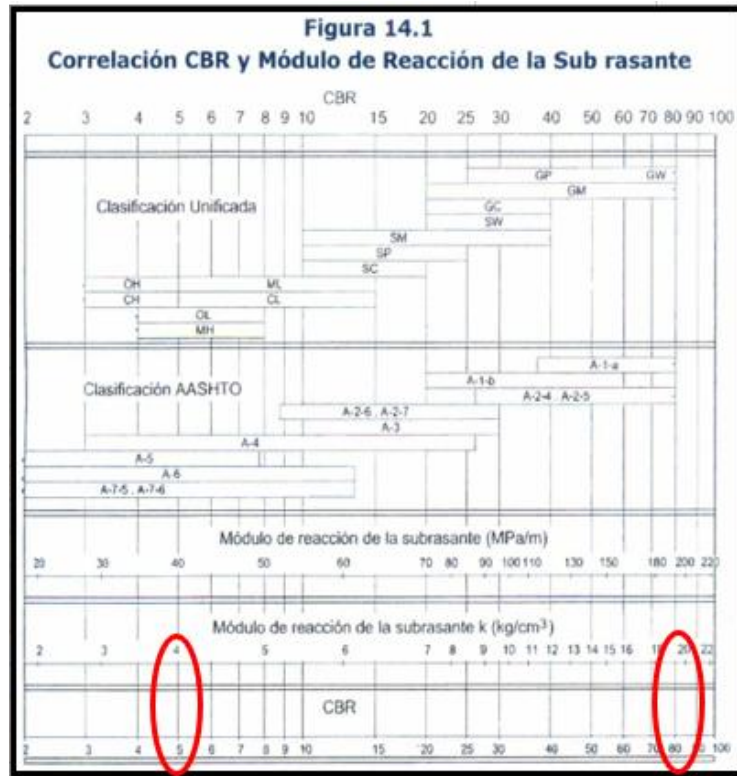 Figura 14.1
Correlación CBR y Módulo de Reacción de la Sub rasante
CBR
2 3 4 5 6 7 8 9 10 15 20 25 30 40 50 60 70 80 90 100
GP GW
GM
Clasificación Unificada
GC
SW
SM
SP
SC
OH ML
CH CL
OL
MH
A-1-a
A-1-b
Clasificación AASHTO
A-2-4 . A-2-5
A-2-6 . A-2-7
A-3
A-4
A-5
A-6
A-7-5 . A-7-6
Módulo de reacción de la subrasante (MPa/m)
20 30 40 50 60 70 80 90 100 110 130 150 180 200 220
Módulo de reacción de la subrasante k (kg/cm³)
2 3 4 5 6 7 8 9 10 11 12 13 14 15 16 20 22
CBR
2 3 4 5 6 7 8 9 10 15 20 25 30 40 50 60 70 80 90 100